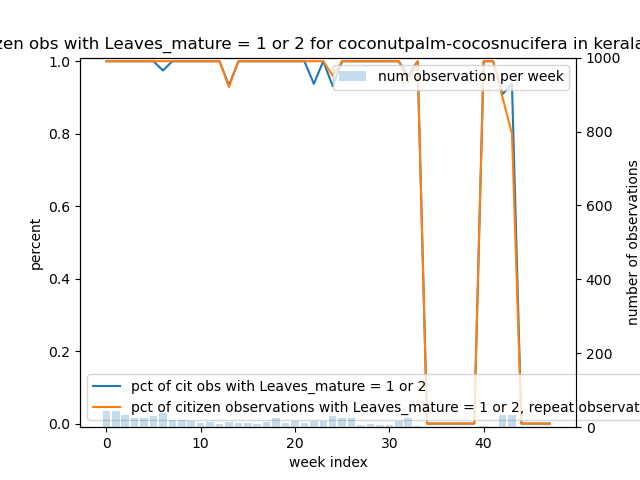 zen obs with Leaves_mature = 1 or 2 for coconutpalm-cocosnucifera in kerala
num observation per week
1.0
0.8
0.6
0.4
0.2
0.0
percent
1000
800
600
400
200
0
number of observations
pct of cit obs with Leaves_mature = 1 or 2
pct of citizen observations with Leaves_mature = 1 or 2, repeat observat
0 10 20 30 40
week index